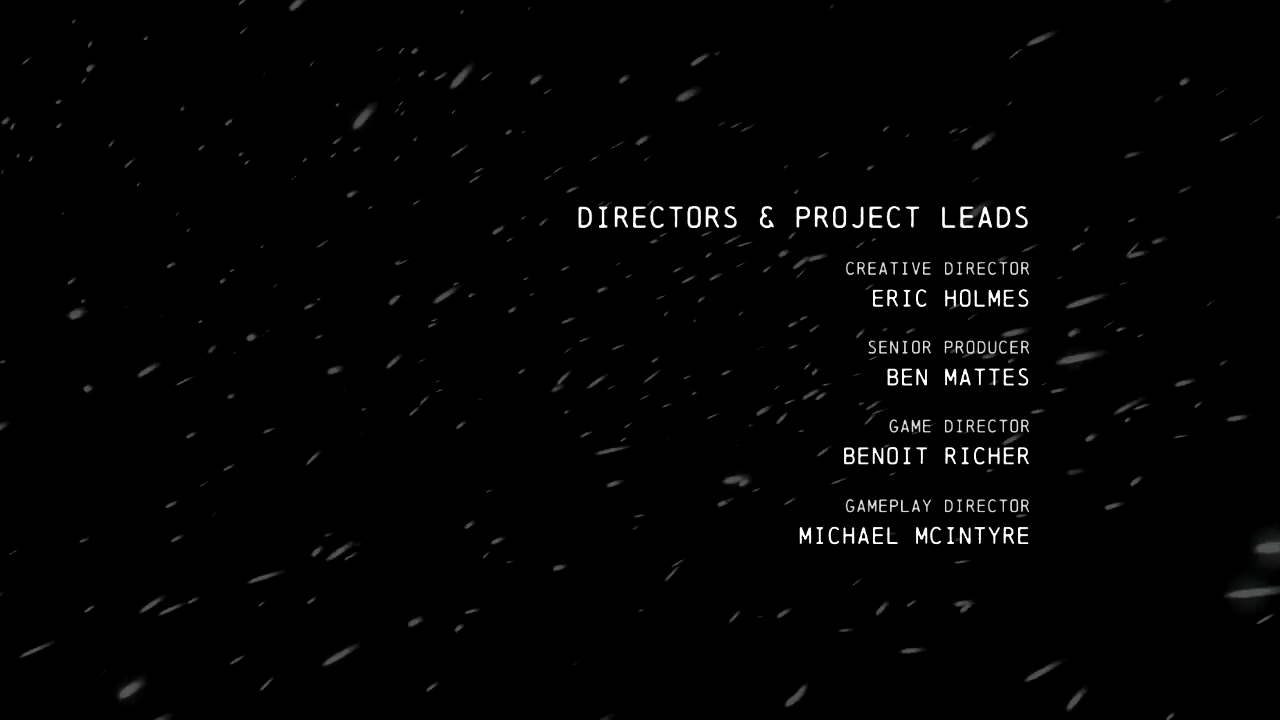 DIRECTORS & PROJECT LEADS
CREATIVE DIRECTOR
ERIC HOLMES
SENIOR PRODUCER
BEN MATTES
GAME DIRECTOR
BENOIT RICHER
GAMEPLAY DIRECTOR
MICHAEL MCINTYRE